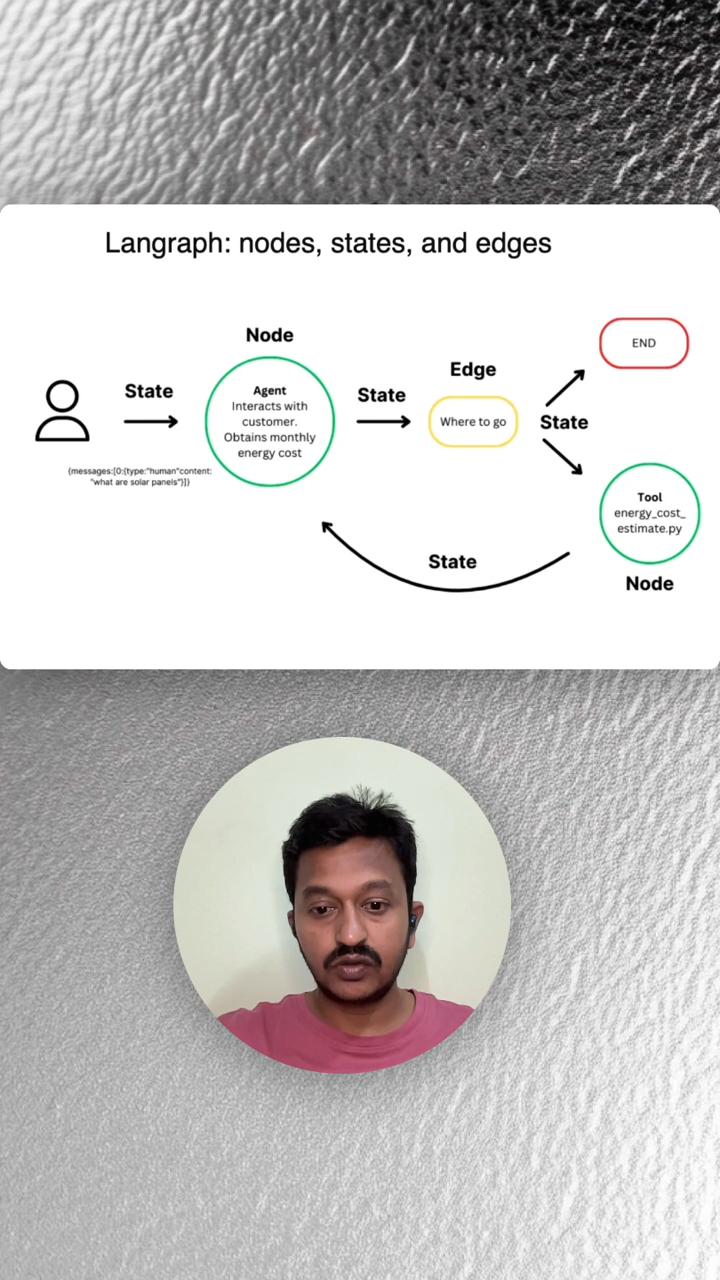 Langraph: nodes, states, and edges
Node
State
Agent
Interacts with
customer.
Obtains monthly
energy cost
{messages:[0:{type:"human"content:
"what are solar panels"}]}
State
Edge
Where to go
State
END
Tool
energy_cost_
estimate.py
Node
State